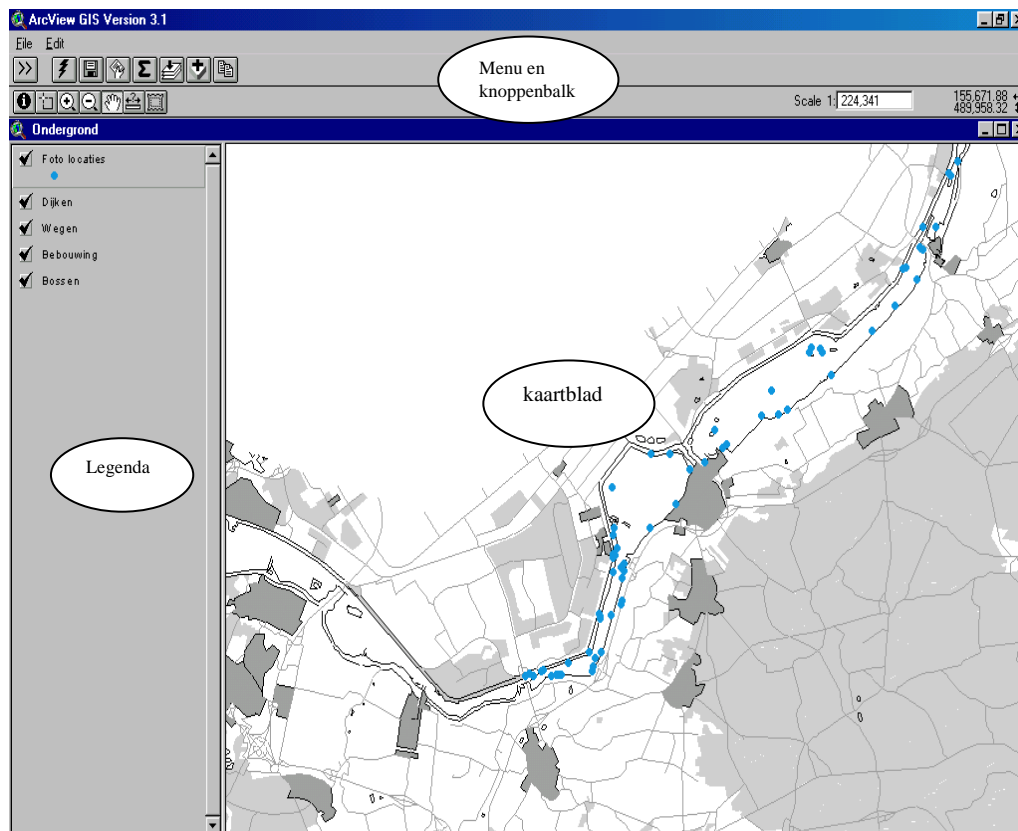 ArcView GIS Version 3.1
File Edit
Menu en
knoppenbalk
Scale 1: 224,341
155,671.88
489,958.32
Ondergrond
Foto locaties
Dijken
Wegen
Bebouwing
Bossen
kaartblad
Legenda